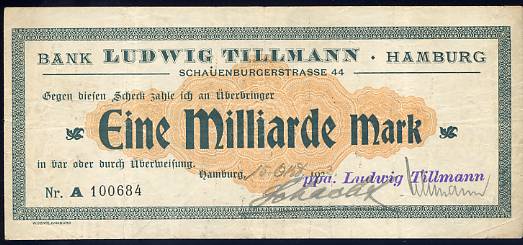 BANK LUDWIG TILLMANN · HAMBURG
SCHAUENBURGERSTRASSE 44
Gegen diesen Scheck zahle ich an Überbringer
Eine Milliarde Mark
in bar oder durch Überweisung.
Hamburg, 192
ppa. Ludwig Tillmann
Nr. A 100684